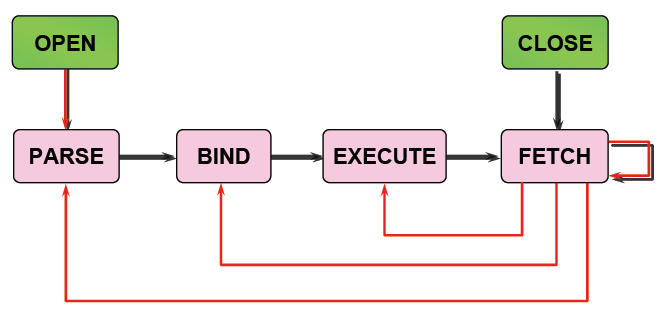 OPEN
CLOSE
PARSE
BIND
EXECUTE
FETCH